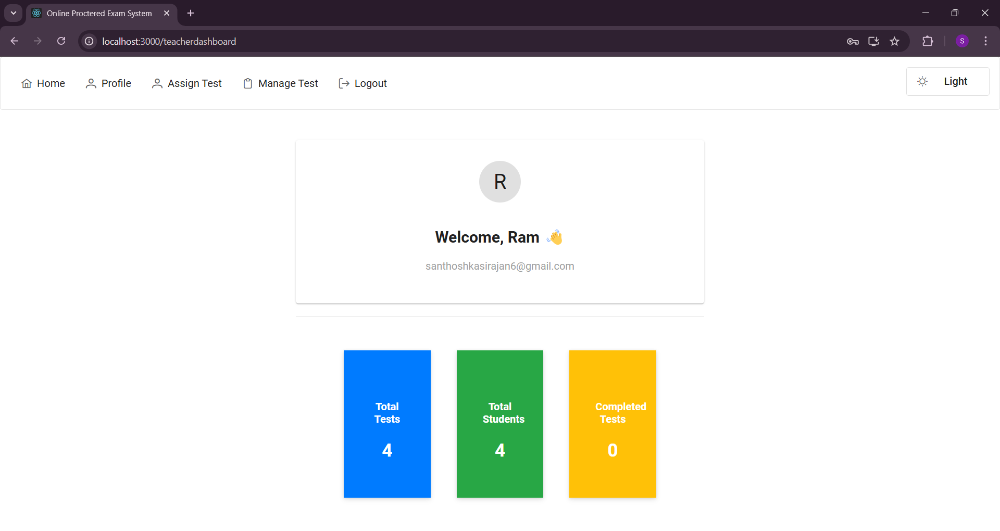 Online Proctered Exam System
localhost:3000/teacherdashboard
S
Home
Profile
Assign Test
Manage Test
Logout
Light
R
Welcome, Ram 👋
santhoshkasirajan6@gmail.com
Total
Tests
4
Total
Students
4
Completed
Tests
0